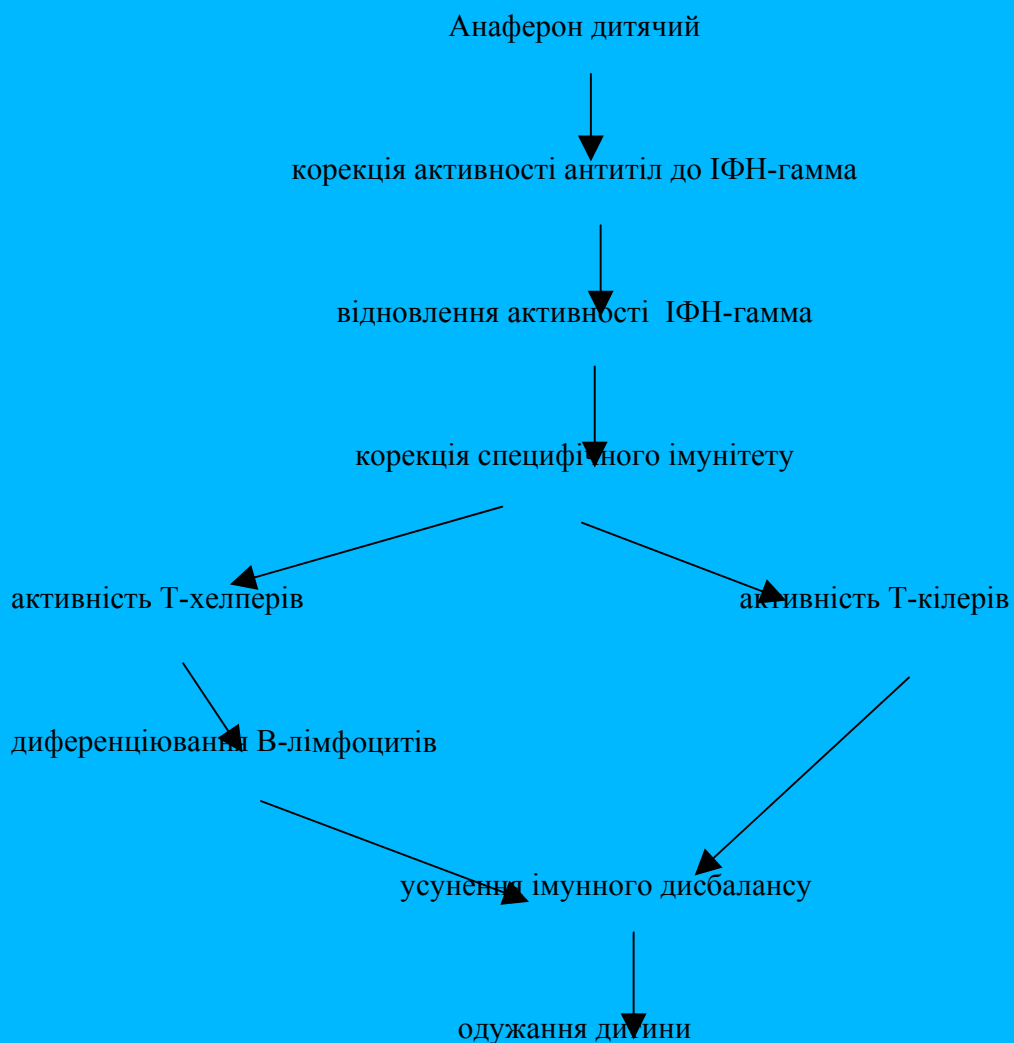 Анаферон дитячий
корекція активності антитіл до ІФН-гамма
відновлення активності ІФН-гамма
корекція специфічного імунітету
активність Т-хелперів
активність Т-кілерів
диференціювання В-лімфоцитів
усунення імунного дисбалансу
одужання дитини